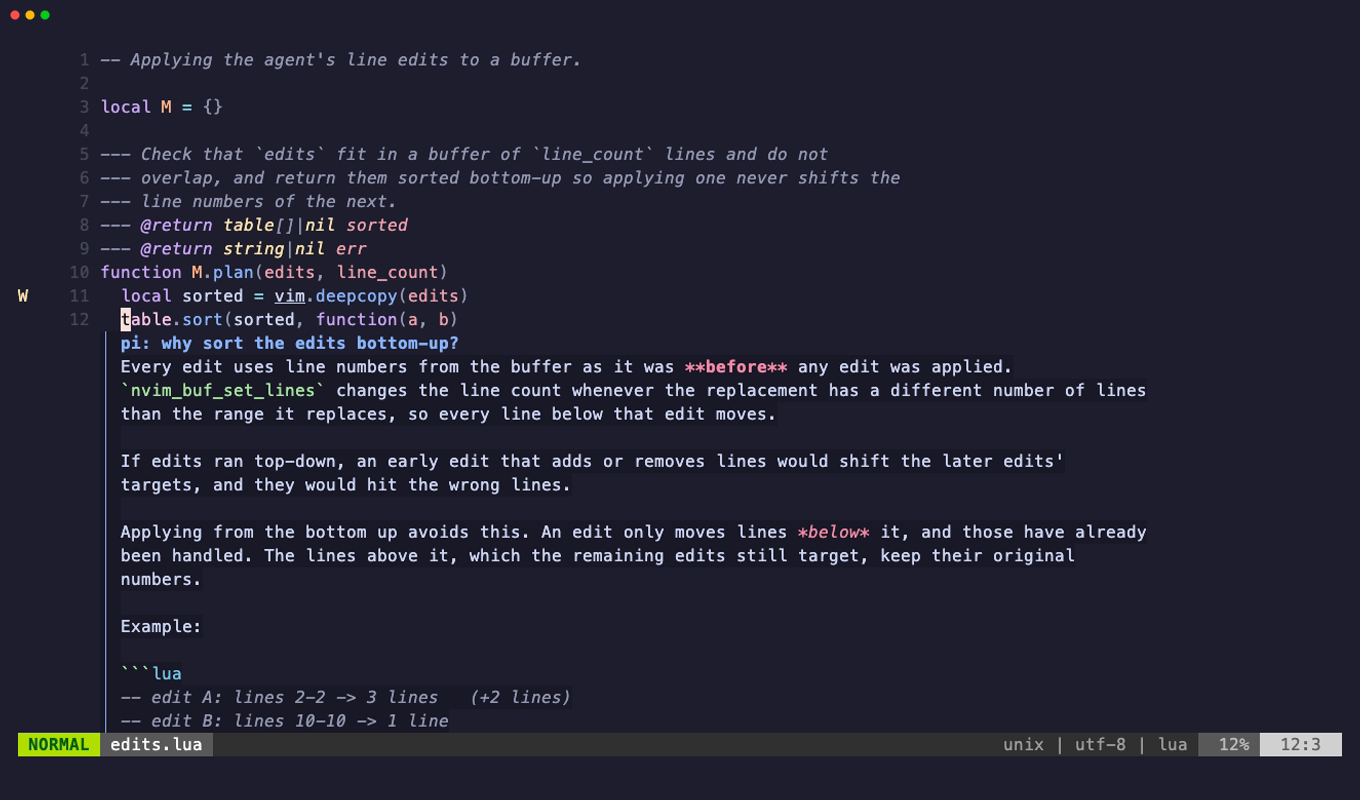 1 -- Applying the agent's line edits to a buffer.
2
3 local M = {}
4
5 --- Check that `edits` fit in a buffer of `line_count` lines and do not
6 --- overlap, and return them sorted bottom-up so applying one never shifts the
7 --- line numbers of the next.
8 --- @return table[]|nil sorted
9 --- @return string|nil err
10 function M.plan(edits, line_count)
W 11   local sorted = vim.deepcopy(edits)
12   table.sort(sorted, function(a, b)
pi: why sort the edits bottom-up?
Every edit uses line numbers from the buffer as it was **before** any edit was applied.
`nvim_buf_set_lines` changes the line count whenever the replacement has a different number of lines
than the range it replaces, so every line below that edit moves.

If edits ran top-down, an early edit that adds or removes lines would shift the later edits'
targets, and they would hit the wrong lines.

Applying from the bottom up avoids this. An edit only moves lines *below* it, and those have already
been handled. The lines above it, which the remaining edits still target, keep their original
numbers.

Example:

```lua
-- edit A: lines 2-2 -> 3 lines   (+2 lines)
-- edit B: lines 10-10 -> 1 line
NORMAL edits.lua unix | utf-8 | lua 12% 12:3